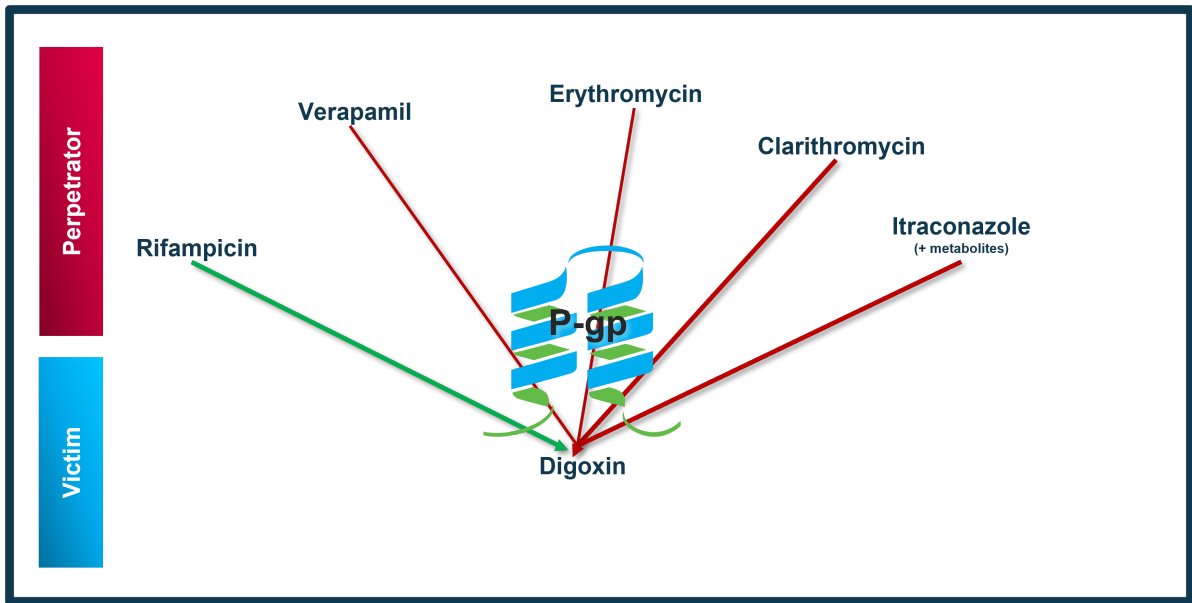 Perpetrator
Victim
Rifampicin
Verapamil
Erythromycin
Clarithromycin
Itraconazole
(+ metabolites)
P-gp
Digoxin